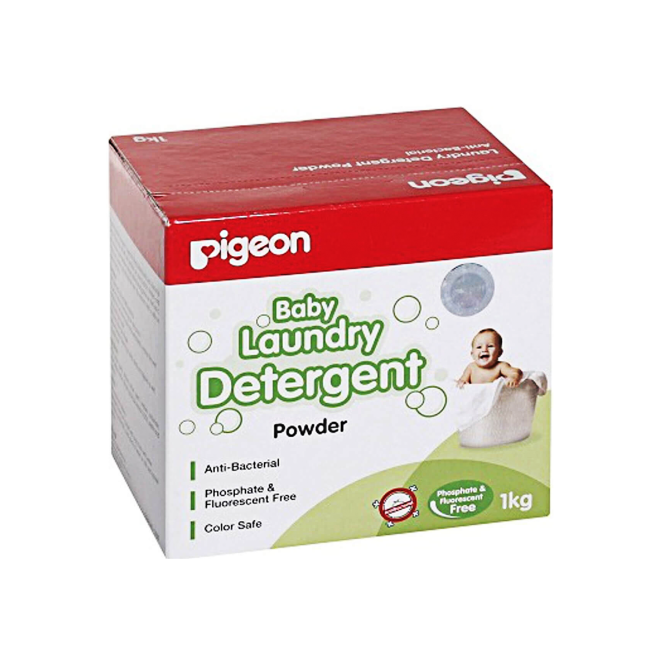 1kg
Laundry Detergent Powder
Anti-Bacterial
Pigeon
Pigeon
Baby
Laundry
Detergent
Powder
Anti-Bacterial
Phosphate &
Fluorescent Free
Color Safe
Phosphate &
Fluorescent
Free
1kg